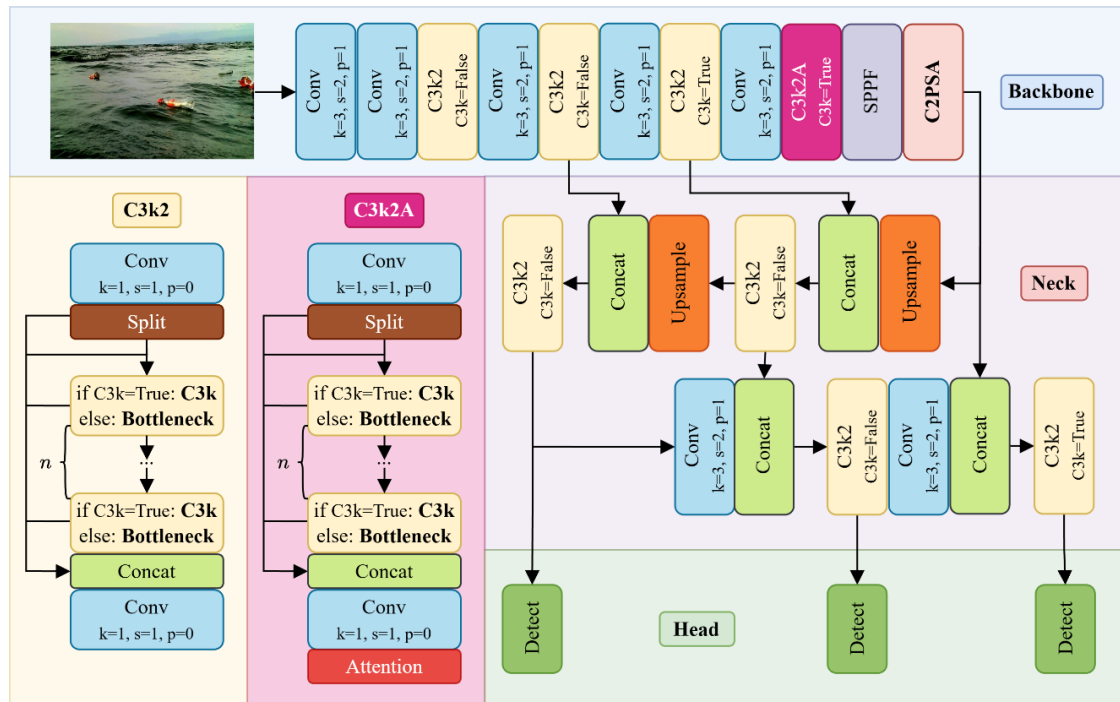 Conv
k=3, s=2, p=1
Conv
k=3, s=2, p=1
C3k2
C3k=False
Conv
k=3, s=2, p=1
C3k2
C3k=False
Conv
k=3, s=2, p=1
C3k2
C3k=True
Conv
k=3, s=2, p=1
C3k2A
C3k=True
SPPF
C2PSA
Backbone
C3k2
Conv
k=1, s=1, p=0
Split
if C3k=True: C3k
else: Bottleneck
n
...
if C3k=True: C3k
else: Bottleneck
Concat
Conv
k=1, s=1, p=0
C3k2A
Conv
k=1, s=1, p=0
Split
if C3k=True: C3k
else: Bottleneck
n
...
if C3k=True: C3k
else: Bottleneck
Concat
Conv
k=1, s=1, p=0
Attention
C3k2
C3k=False
Concat
Upsample
C3k2
C3k=False
Concat
Upsample
Neck
Conv
k=3, s=2, p=1
Concat
C3k2
C3k=False
Conv
k=3, s=2, p=1
Concat
C3k2
C3k=True
Detect
Head
Detect
Detect